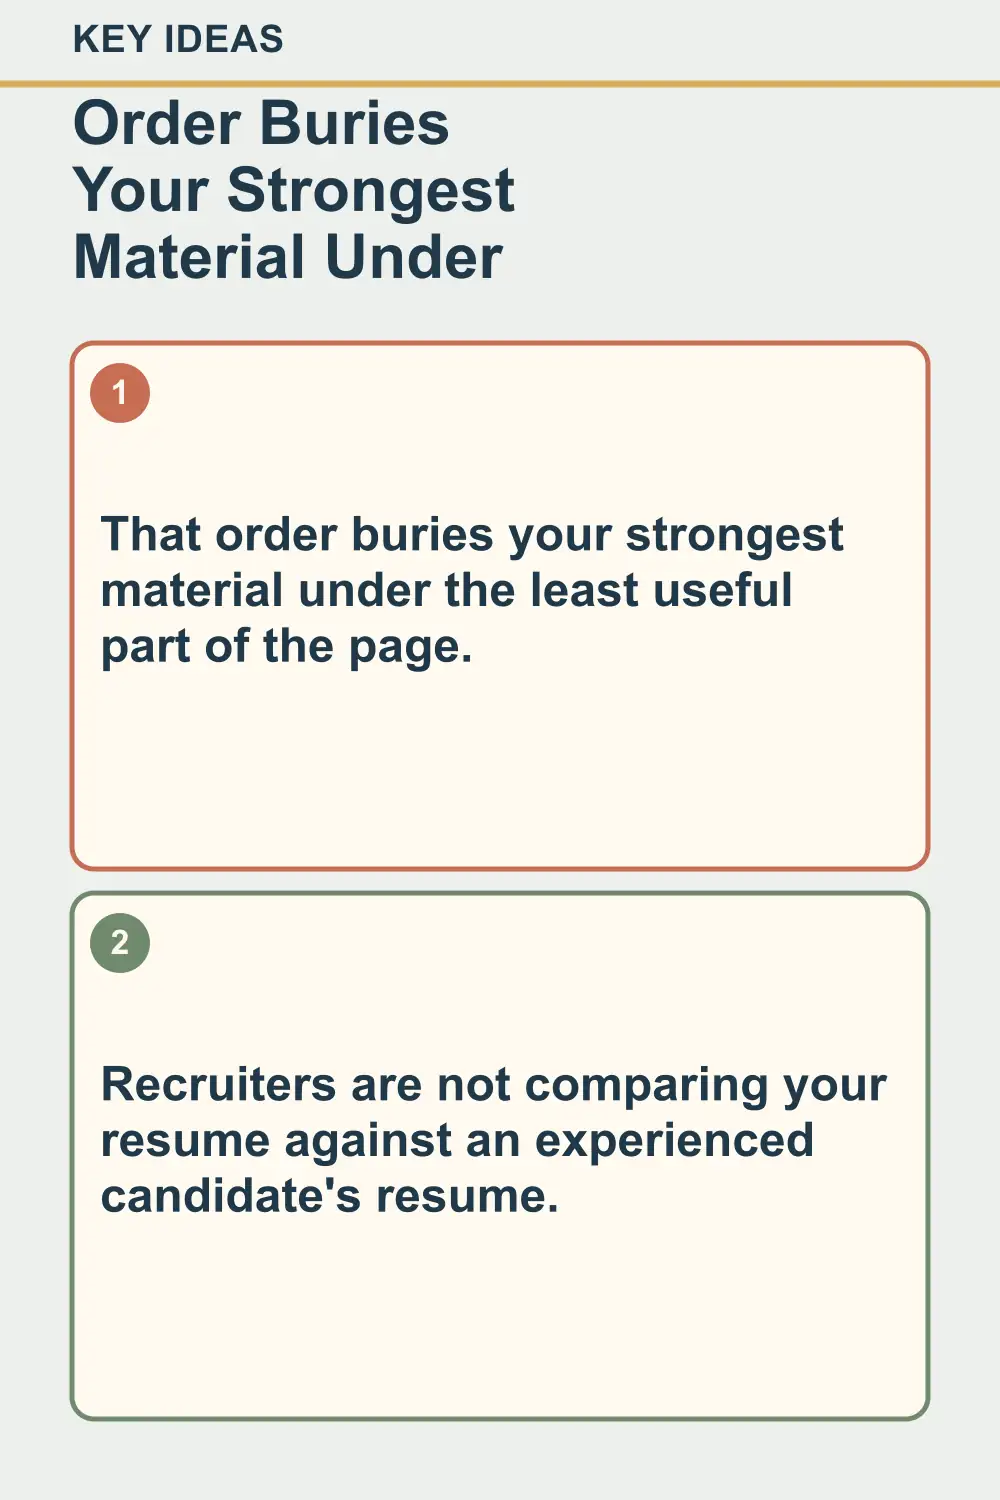 KEY IDEAS
Order Buries
Your Strongest
Material Under
1
That order buries your strongest
material under the least useful
part of the page.
2
Recruiters are not comparing your
resume against an experienced
candidate's resume.